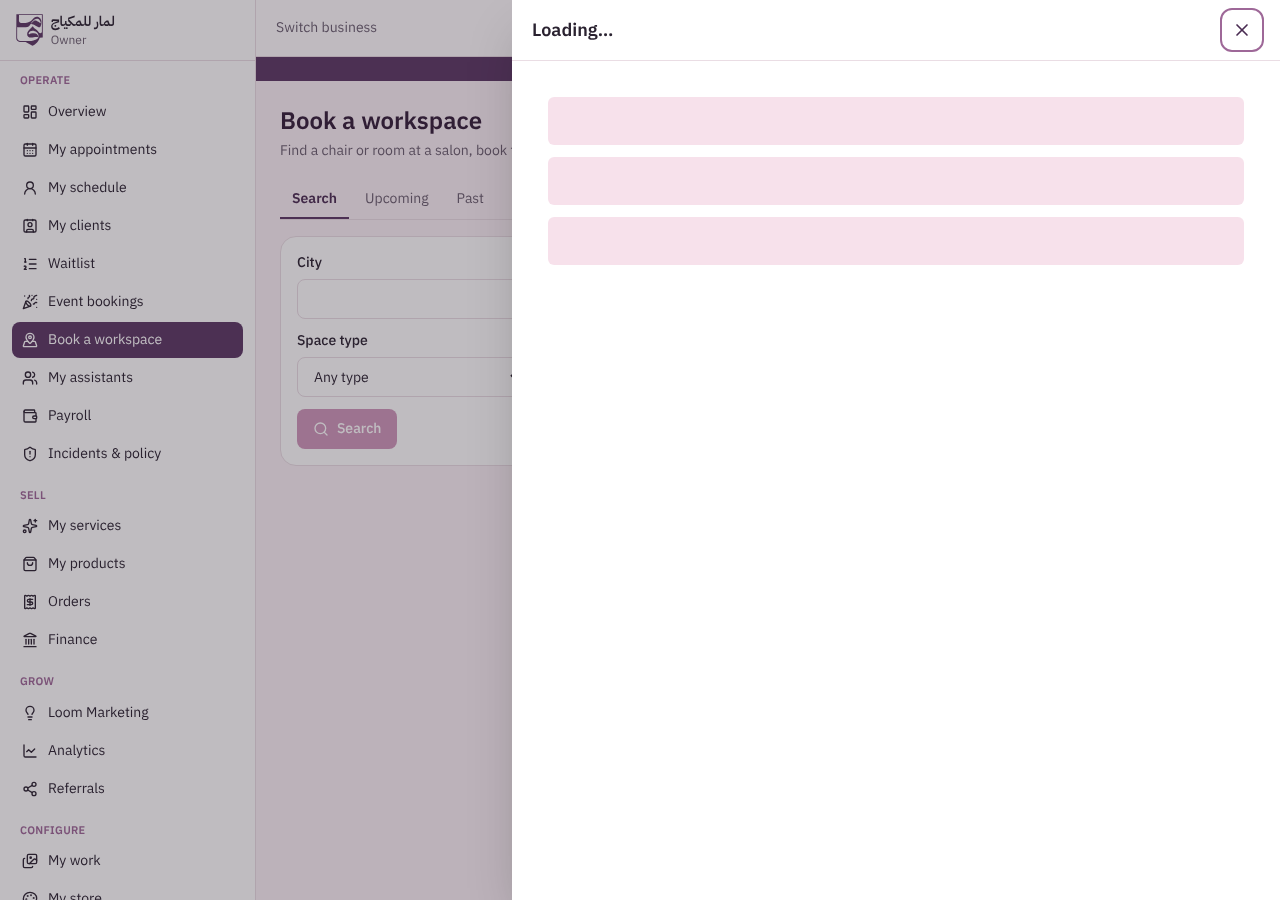 لمار للمكياج
Owner
OPERATE
Overview
My appointments
My schedule
My clients
Waitlist
Event bookings
Book a workspace
My assistants
Payroll
Incidents & policy
SELL
My services
My products
Orders
Finance
GROW
Loom Marketing
Analytics
Referrals
CONFIGURE
My work
My store
Switch business
Book a workspace
Find a chair or room at a salon, book
Search
Upcoming
Past
City
Space type
Any type
Search
Loading...